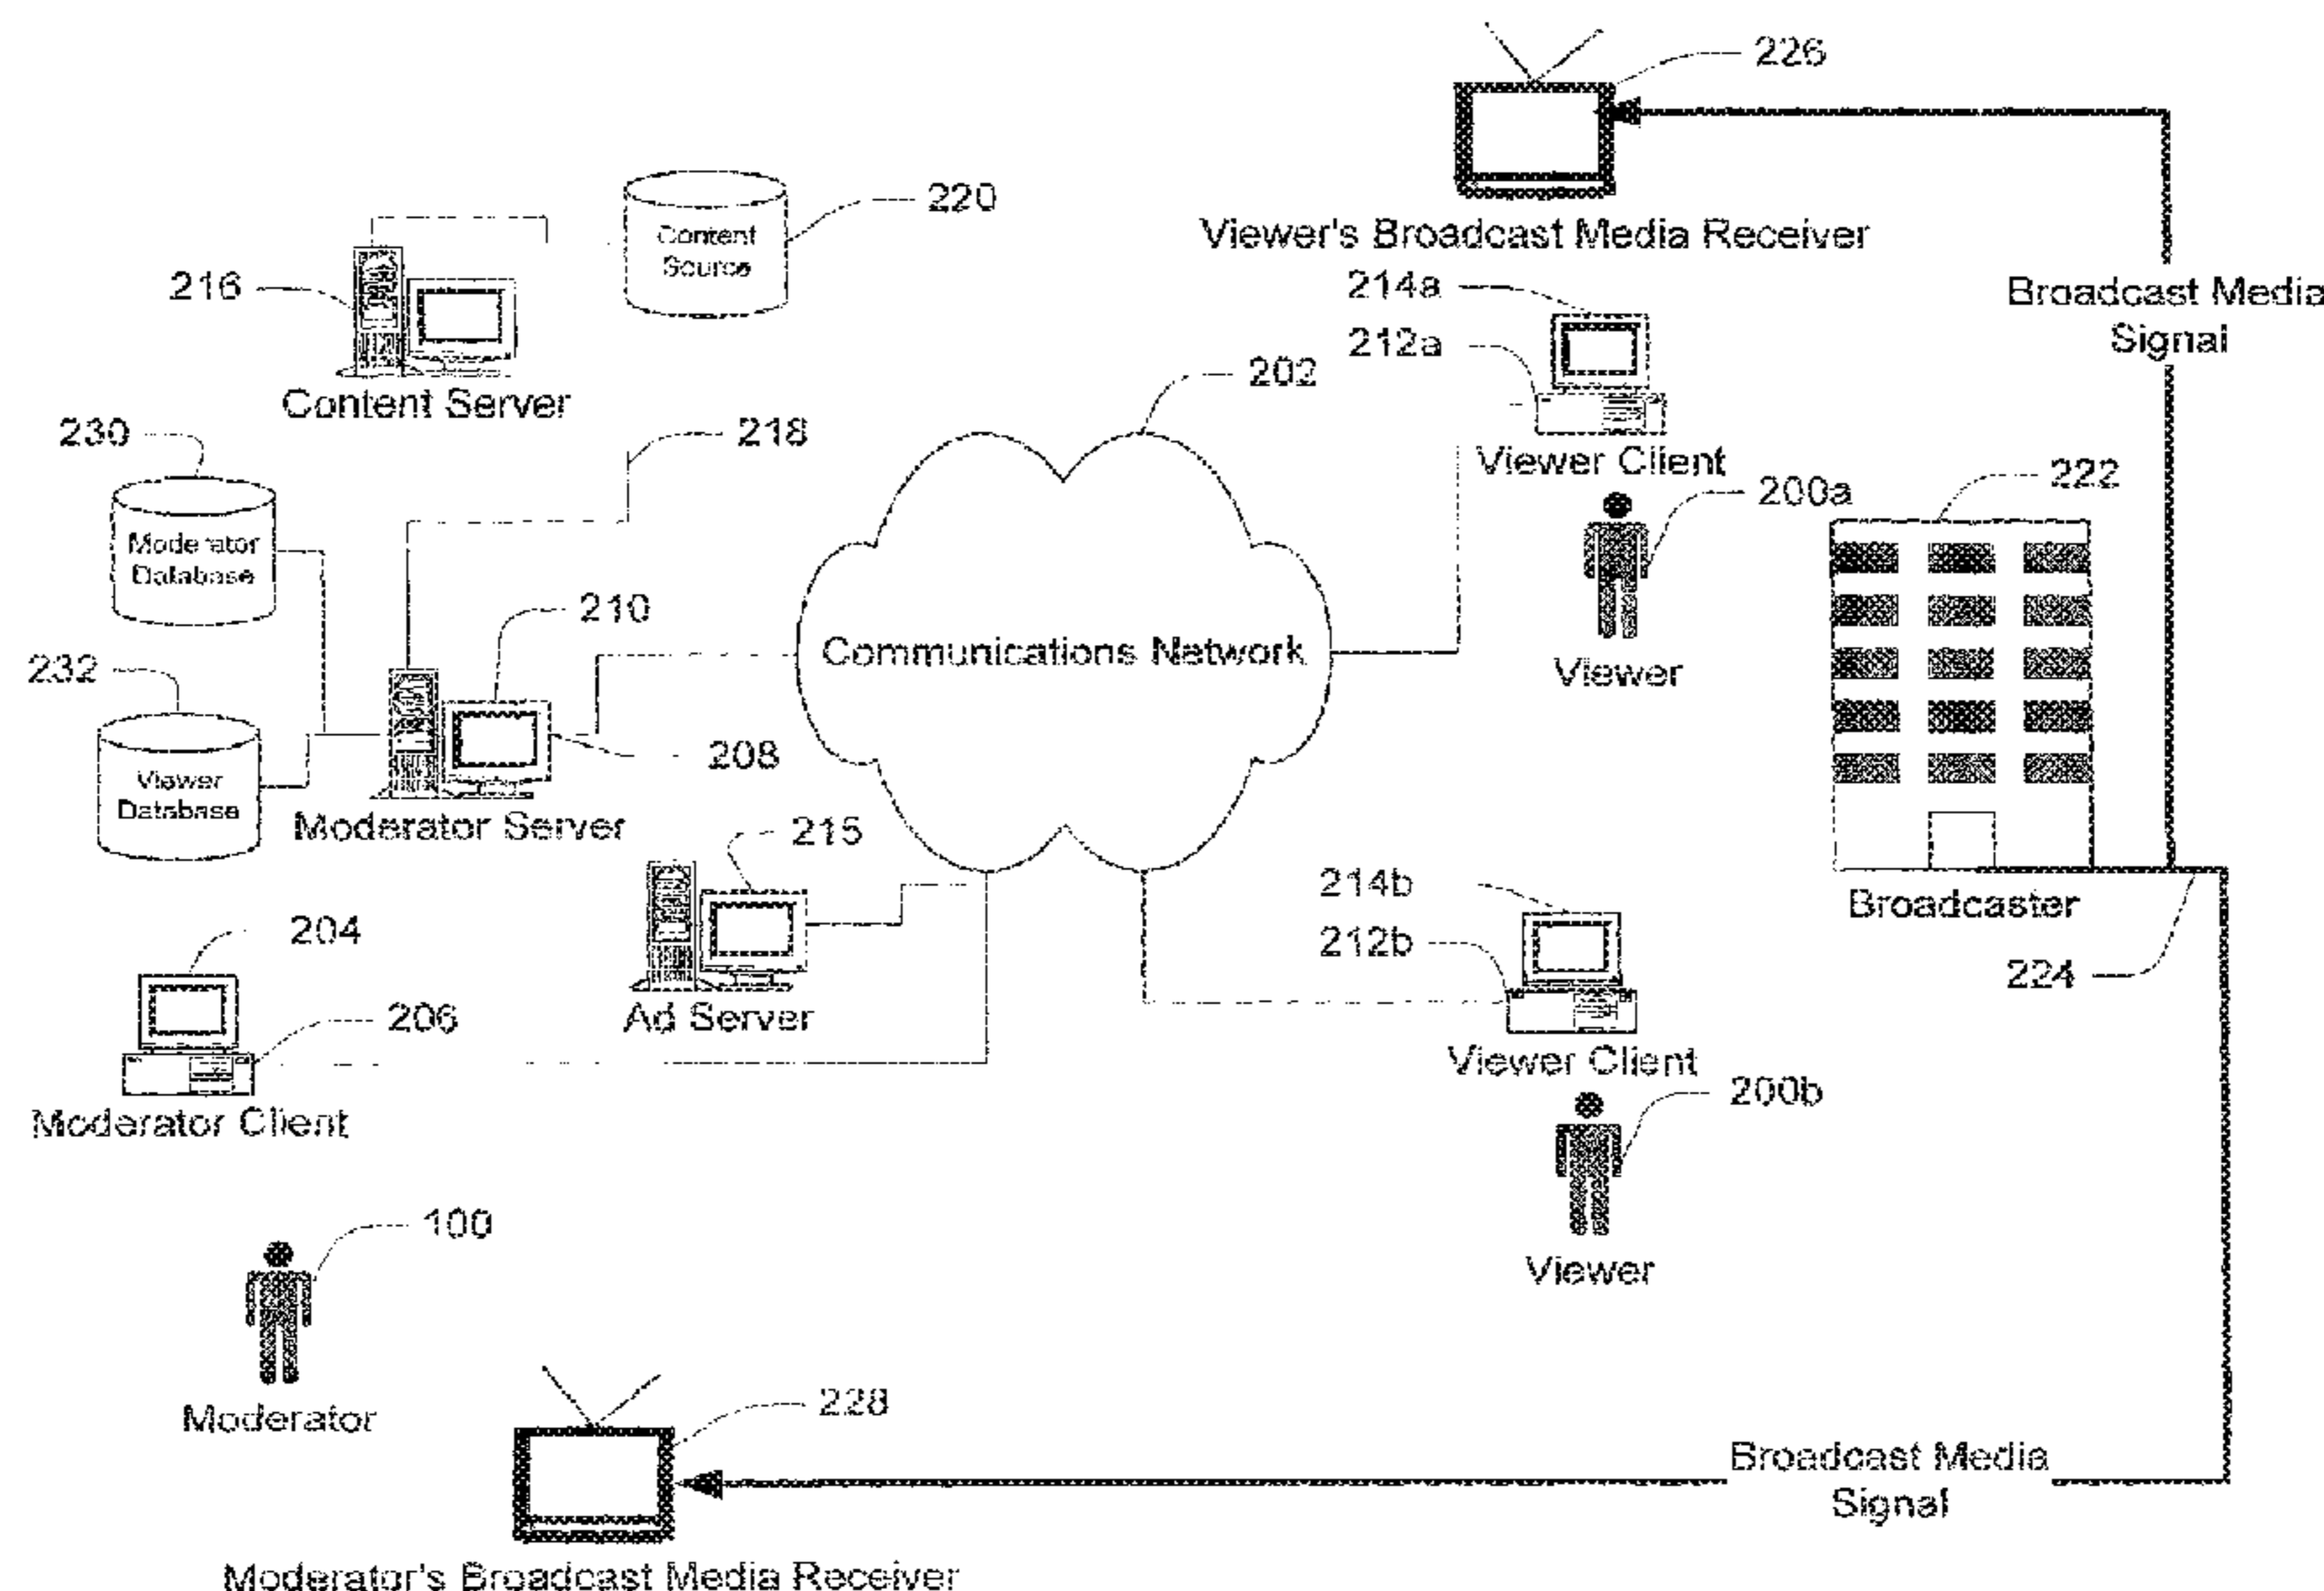 226
Viewer's Broadcast Media Receiver
Broadcast Media
Signal
220
Content
Source
216
Content Server
214a
212a
Viewer Client
202
218
230
Moderator
Database
200a
Viewer
222
Broadcaster
224
210
Communications Network
232
Viewer
Database
208
Moderator Server
215
Ad Server
214b
212b
Viewer Client
204
206
Moderator Client
200b
Viewer
100
Moderator
228
Broadcast Media
Signal
Moderator's Broadcast Media Receiver